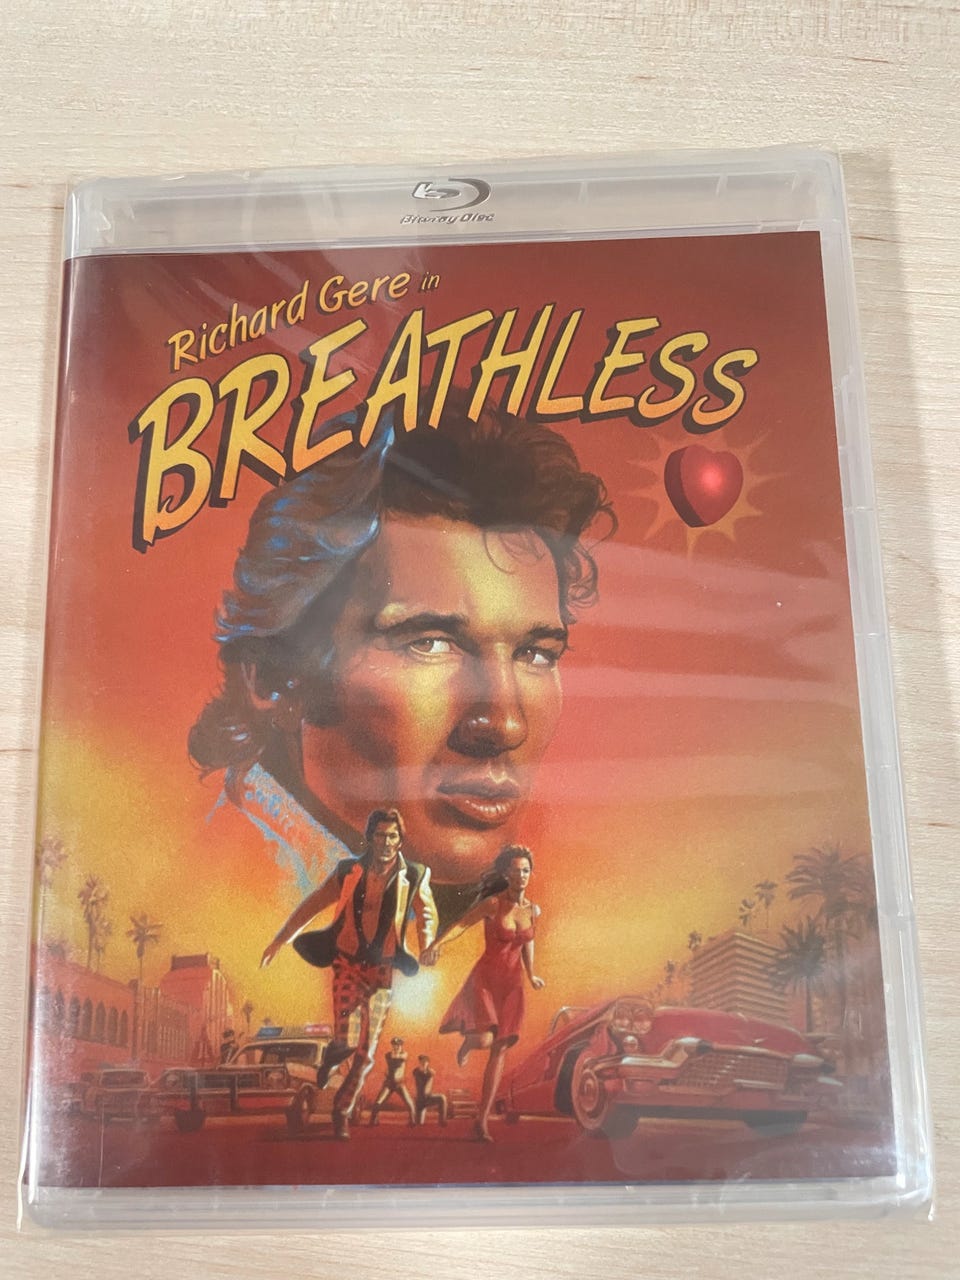 Blu-ray Disc
Richard Gere in
BREATHLESS